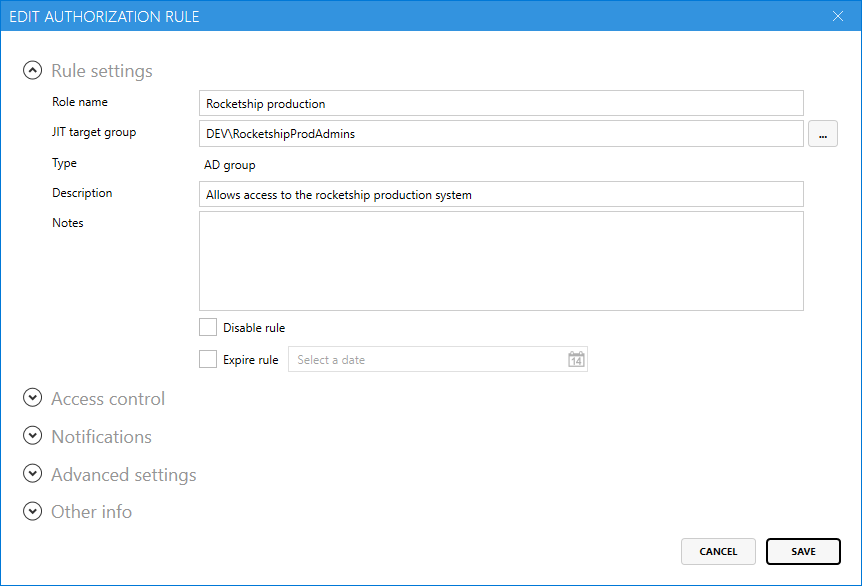 EDIT AUTHORIZATION RULE
Rule settings
Role name
Rocketship production
JIT target group
DEV\RocketshipProdAdmins
...
Type
AD group
Description
Allows access to the rocketship production system
Notes
Disable rule
Expire rule
Select a date
14
Access control
Notifications
Advanced settings
Other info
CANCEL
SAVE